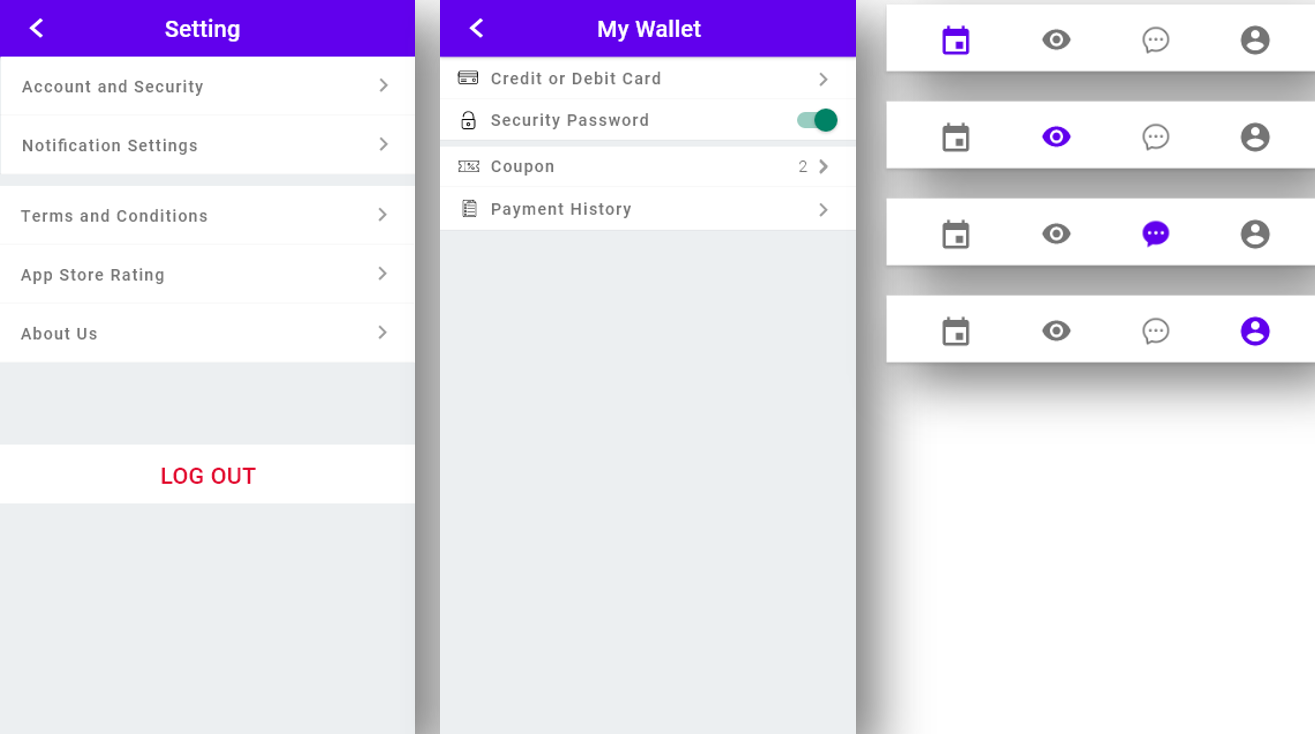 Setting
Account and Security
Notification Settings
Terms and Conditions
App Store Rating
About Us
LOG OUT
My Wallet
Credit or Debit Card
Security Password
Coupon 2
Payment History